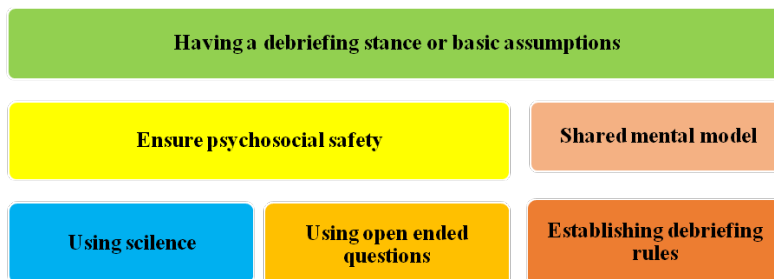 Having a debriefing stance or basic assumptions
Ensure psychosocial safety
Shared mental model
Using scilence
Using open ended
questions
Establishing debriefing
rules